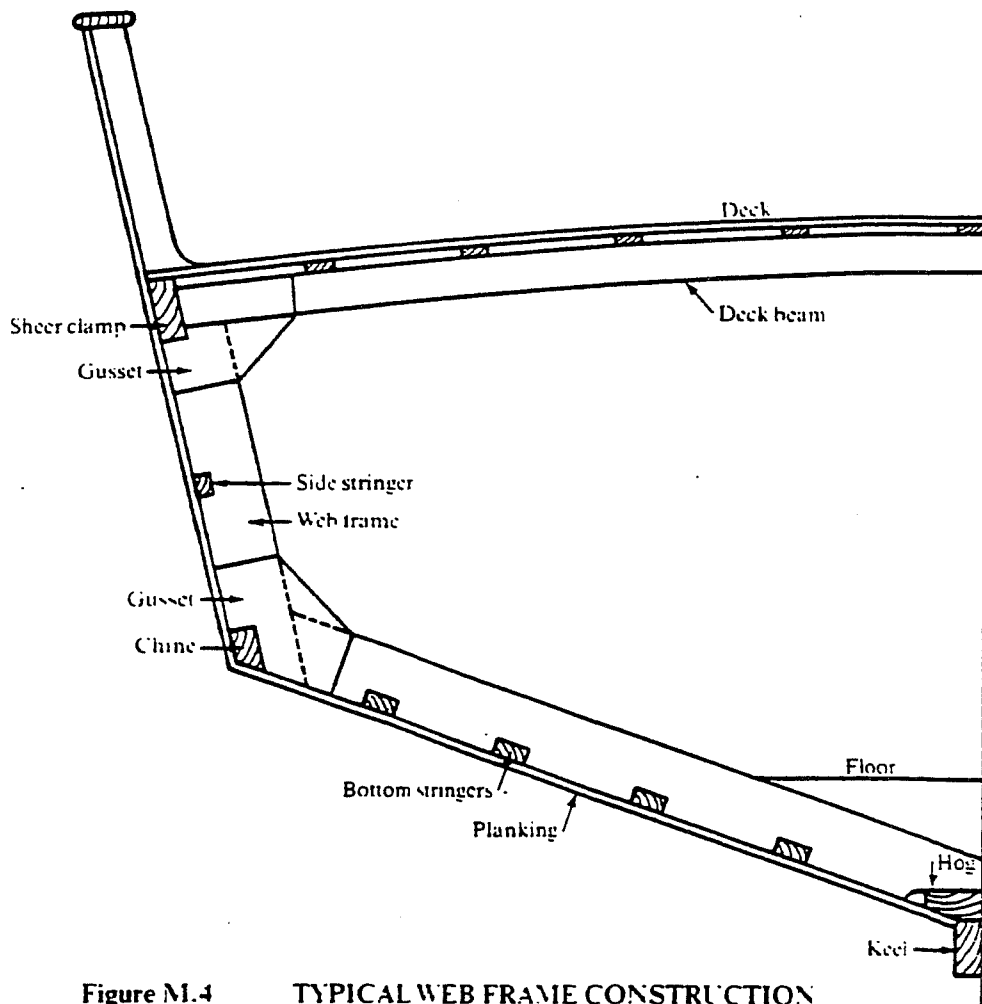 Deck
Sheer clamp
Deck beam
Gusset
Side stringer
Web frame
Gusset
Chine
Floor
Bottom stringers
Planking
Hog
Keel
Figure M.4 TYPICAL WEB FRAME CONSTRUCTION